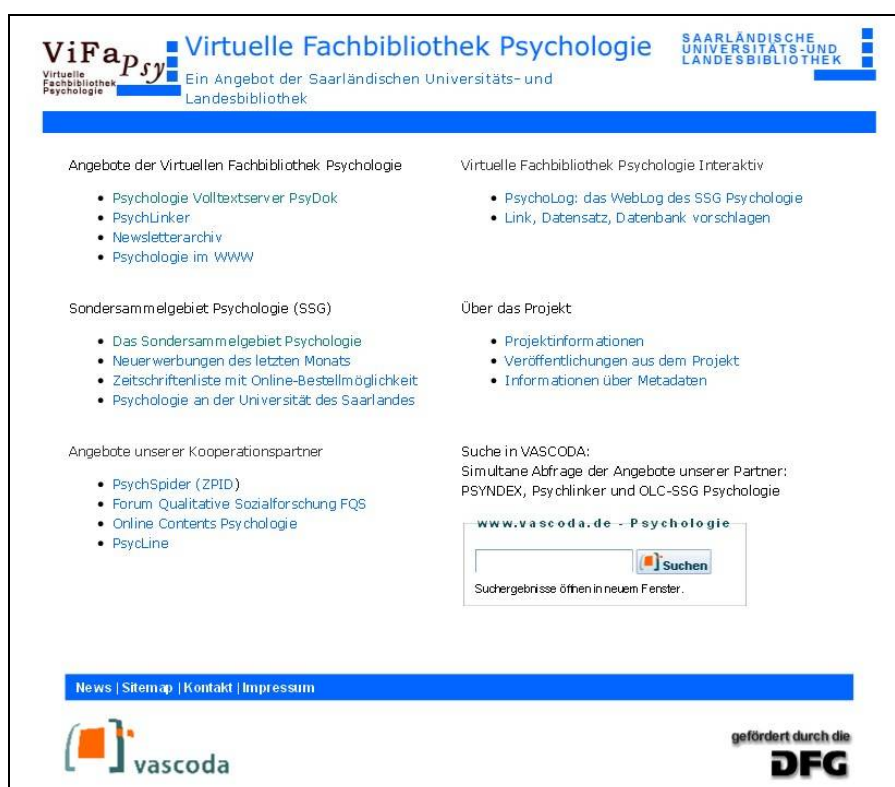 ViFaPsy
Virtuelle
Fachbibliothek
Psychologie
Virtuelle Fachbibliothek Psychologie
Ein Angebot der Saarländischen Universitäts- und
Landesbibliothek
SAARLÄNDISCHE
UNIVERSITÄTS-UND
LANDESBIBLIOTHEK
Angebote der Virtuellen Fachbibliothek Psychologie
Psychologie Volltextserver PsyDok
PsychLinker
Newsletterarchiv
Psychologie im WWW
Virtuelle Fachbibliothek Psychologie Interaktiv
PsychoLog: das WebLog des SSG Psychologie
Link, Datensatz, Datenbank vorschlagen
Sondersammelgebiet Psychologie (SSG)
Das Sondersammelgebiet Psychologie
Neuerwerbungen des letzten Monats
Zeitschriftenliste mit Online-Bestellmöglichkeit
Psychologie an der Universität des Saarlandes
Über das Projekt
Projektinformationen
Veröffentlichungen aus dem Projekt
Informationen über Metadaten
Angebote unserer Kooperationspartner
PsychSpider (ZPID)
Forum Qualitative Sozialforschung FQS
Online Contents Psychologie
PsycLine
Suche in VASCODA:
Simultane Abfrage der Angebote unserer Partner:
PSYNDEX, Psychlinker und OLC-SSG Psychologie
www.vascoda.de - Psychologie
Suchen
Suchergebnisse öffnen in neuem Fenster.
News | Sitemap | Kontakt | Impressum
vascoda
gefördert durch die
DFG